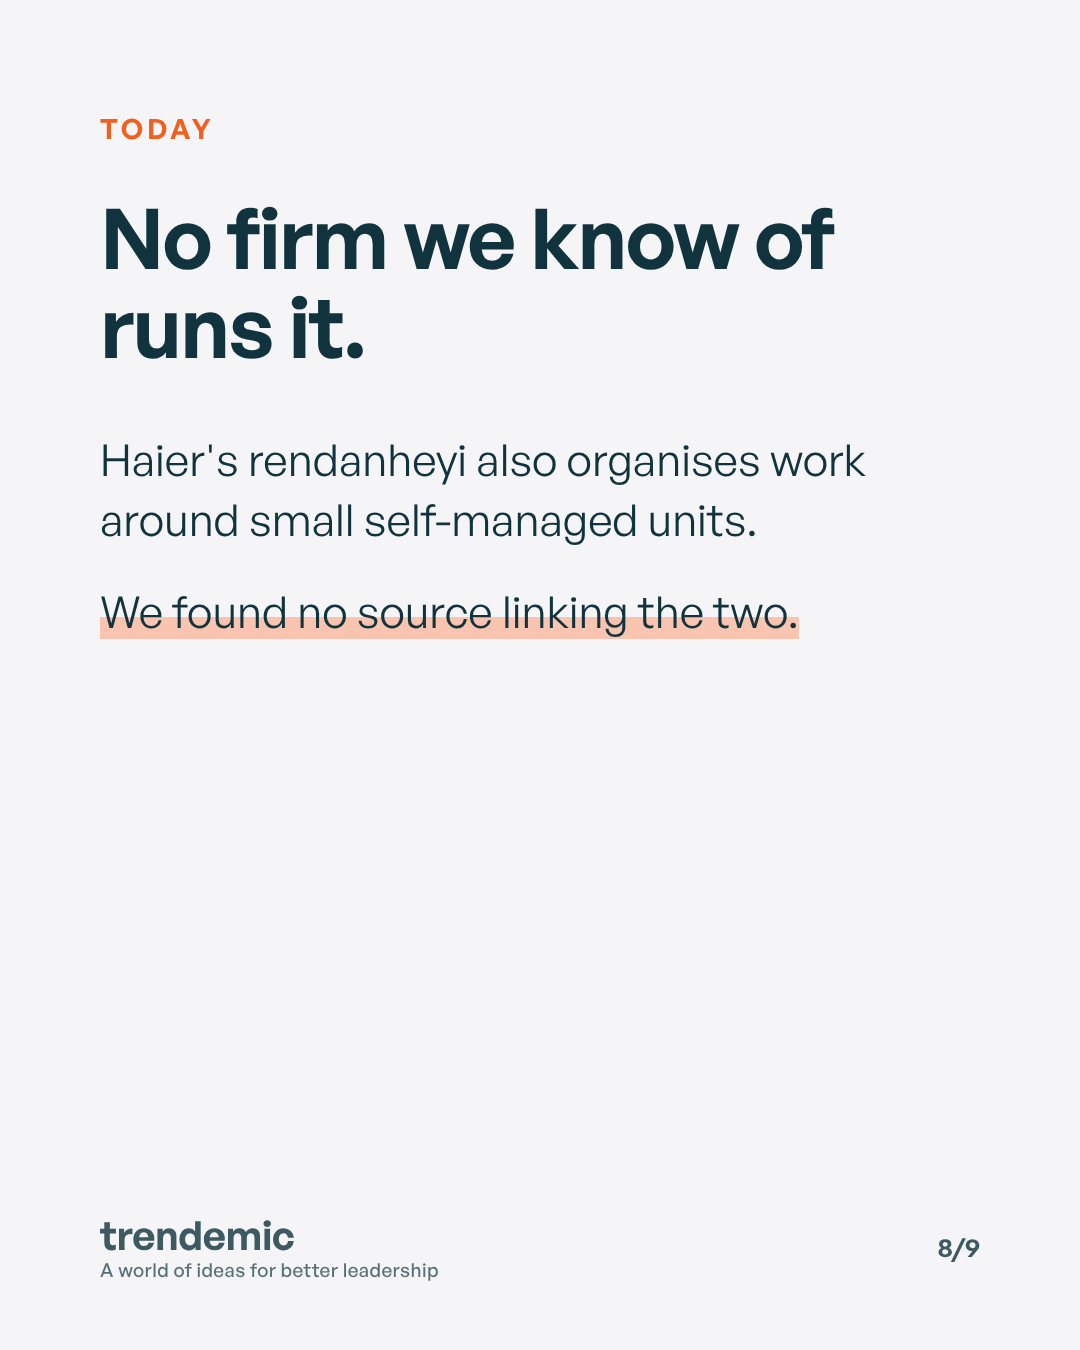 TODAY
No firm we know of
runs it.
Haier's rendanheyi also organises work
around small self-managed units.
We found no source linking the two.
trendemic
A world of ideas for better leadership
8/9